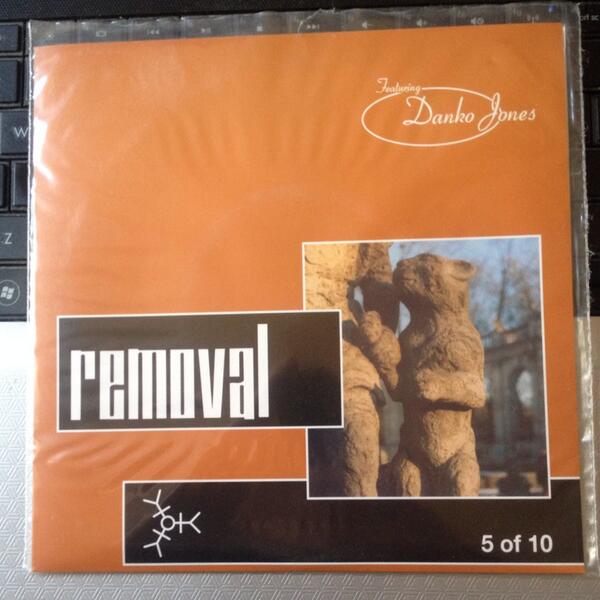 Featuring
Danko Jones
removal
5 of 10
W
Z